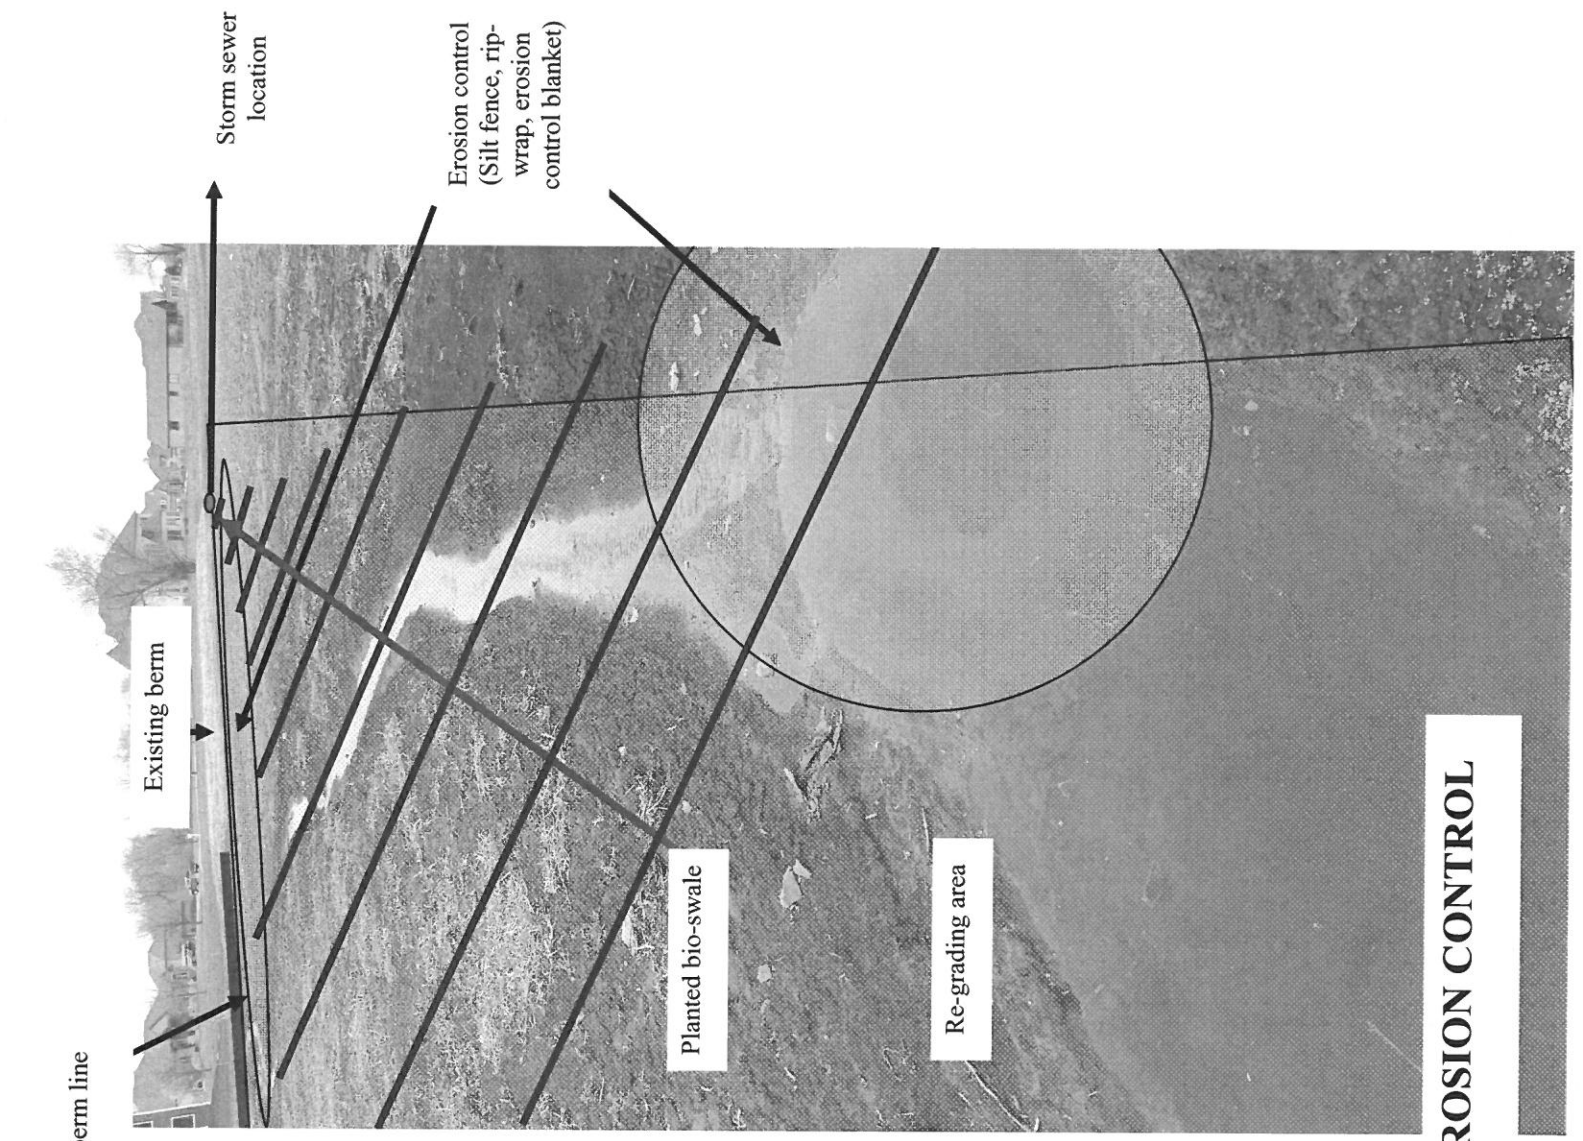 Storm sewer
location
Erosion control
(Silt fence, rip-
wrap, erosion
control blanket)
Existing berm
erm line
Planted bio-swale
Re-grading area
ROSION CONTROL